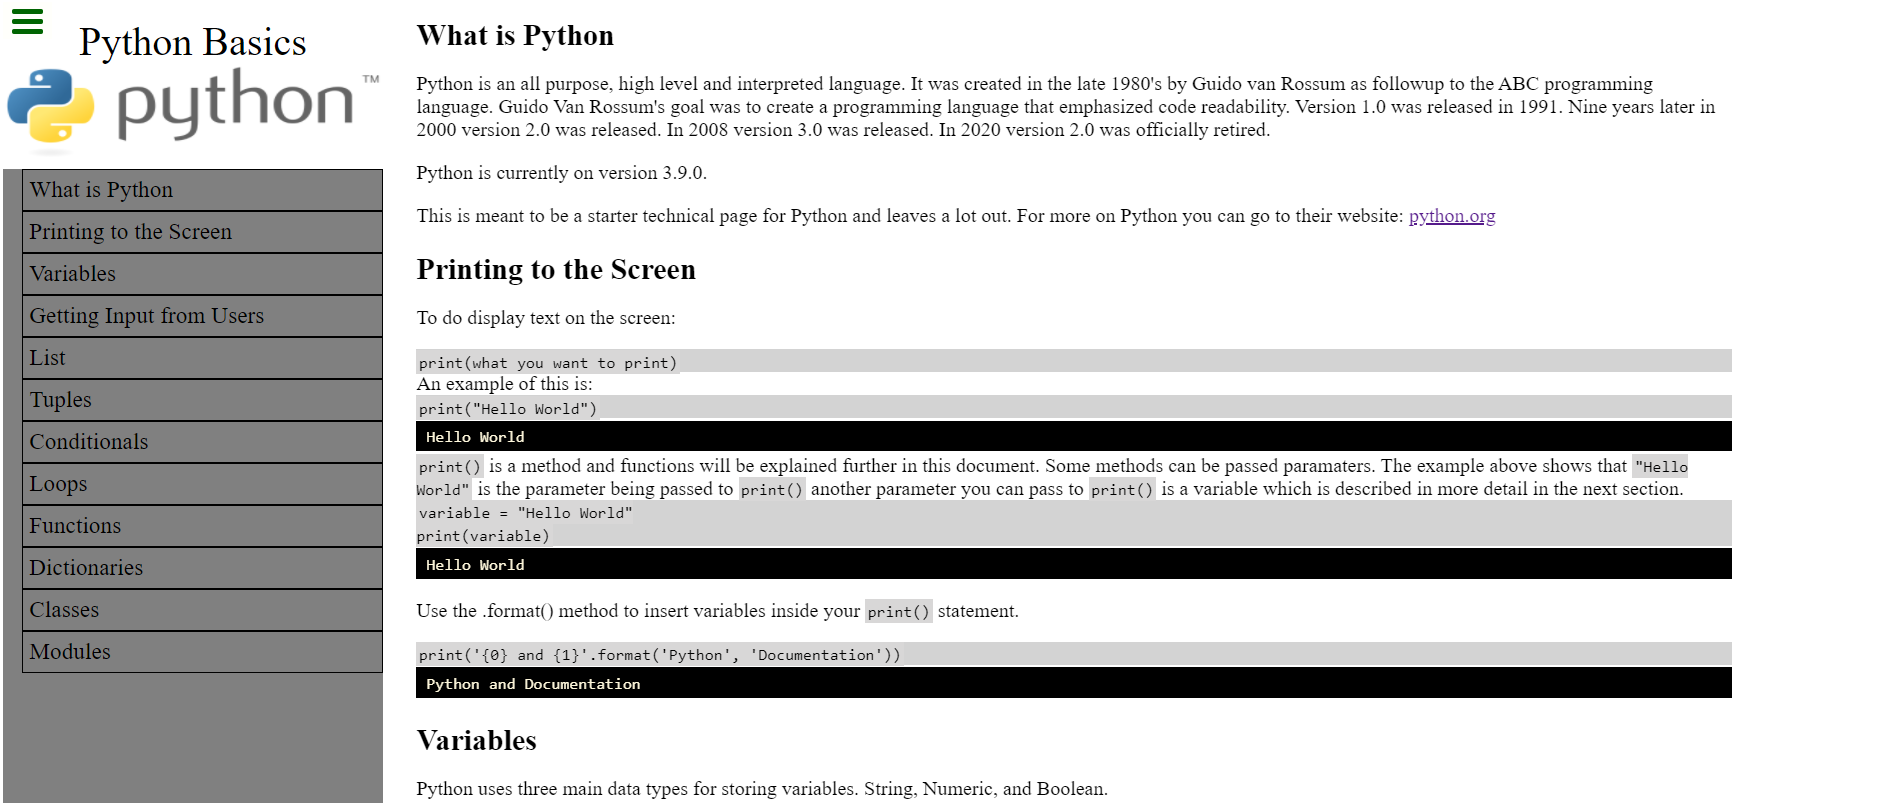 Python Basics
python™
What is Python
Printing to the Screen
Variables
Getting Input from Users
List
Tuples
Conditionals
Loops
Functions
Dictionaries
Classes
Modules
What is Python
Python is an all purpose, high level and interpreted language. It was created in the late 1980's by Guido van Rossum as followup to the ABC programming
language. Guido Van Rossum's goal was to create a programming language that emphasized code readability. Version 1.0 was released in 1991. Nine years later in
2000 version 2.0 was released. In 2008 version 3.0 was released. In 2020 version 2.0 was officially retired.
Python is currently on version 3.9.0.
This is meant to be a starter technical page for Python and leaves a lot out. For more on Python you can go to their website: python.org
Printing to the Screen
To do display text on the screen:
print(what you want to print)
An example of this is:
print("Hello World")
Hello World
print() is a method and functions will be explained further in this document. Some methods can be passed paramaters. The example above shows that "Hello
World" is the parameter being passed to print() another parameter you can pass to print() is a variable which is described in more detail in the next section.
variable = "Hello World"
print(variable)
Hello World
Use the .format() method to insert variables inside your print() statement.
print('{0} and {1}'.format('Python', 'Documentation'))
Python and Documentation
Variables
Python uses three main data types for storing variables. String, Numeric, and Boolean.